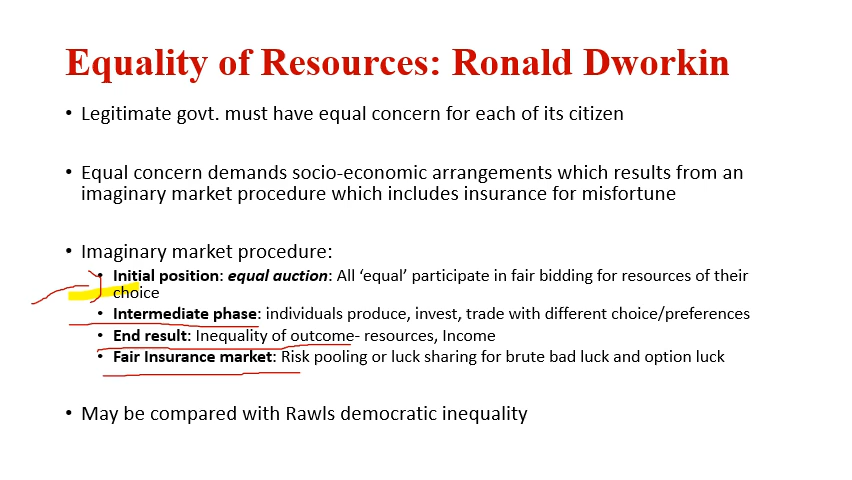 Equality of Resources: Ronald Dworkin
• Legitimate govt. must have equal concern for each of its citizen
• Equal concern demands socio-economic arrangements which results from an
imaginary market procedure which includes insurance for misfortune
• Imaginary market procedure:
• Initial position: equal auction: All ‘equal’ participate in fair bidding for resources of their
choice
• Intermediate phase: individuals produce, invest, trade with different choice/preferences
• End result: Inequality of outcome- resources, Income
• Fair Insurance market: Risk pooling or luck sharing for brute bad luck and option luck
• May be compared with Rawls democratic inequality